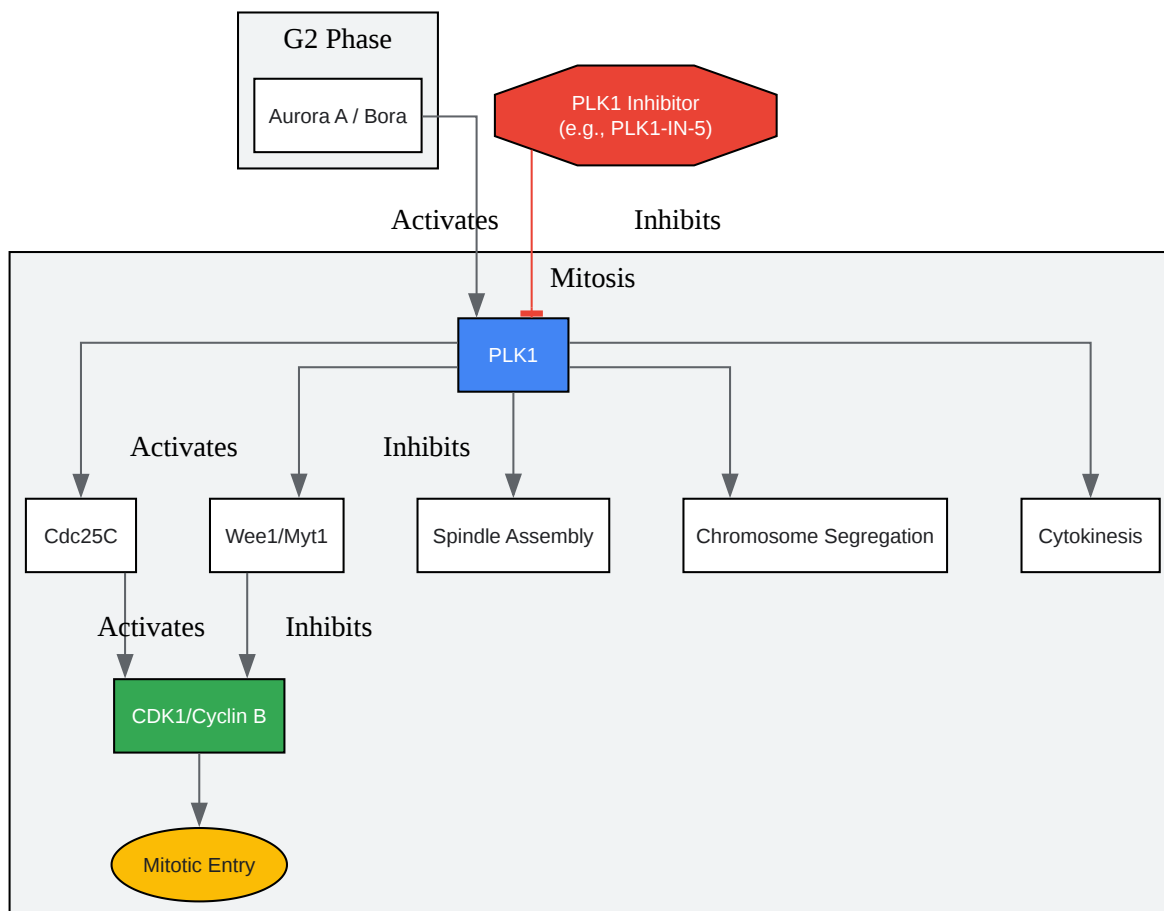 G2 Phase
Aurora A / Bora
PLK1 Inhibitor
(e.g., PLK1-IN-5)
Activates
Inhibits
Mitosis
PLK1
Activates
Inhibits
Cdc25C
Wee1/Myt1
Spindle Assembly
Chromosome Segregation
Cytokinesis
Activates
Inhibits
CDK1/Cyclin B
Mitotic Entry